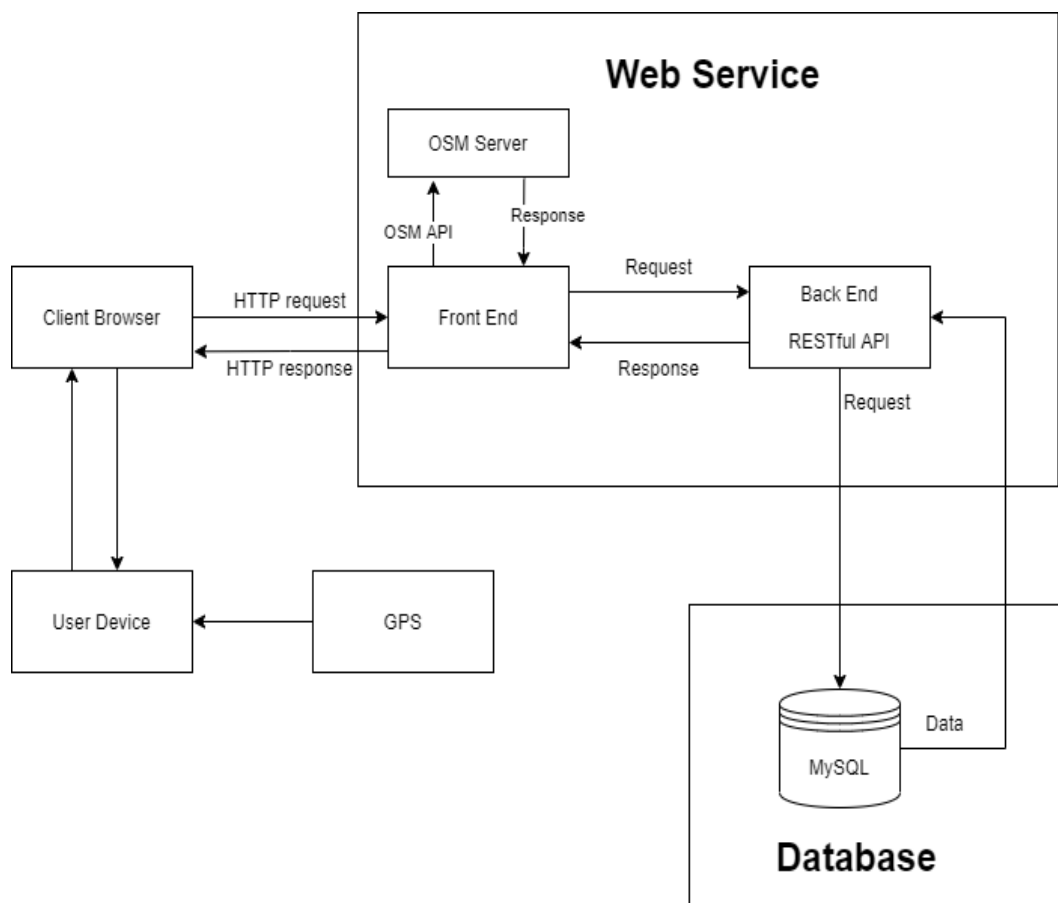 Web Service
OSM Server
OSM API
Response
Client Browser
HTTP request
HTTP response
Front End
Request
Response
Back End
RESTful API
Request
User Device
GPS
MySQL
Data
Database